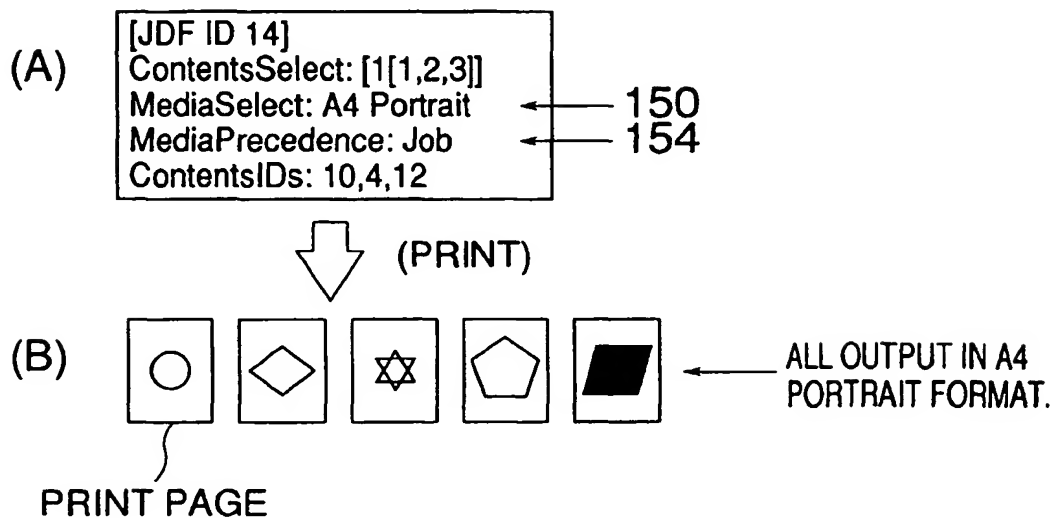 (A)
[JDF ID 14]
ContentsSelect: [1[1,2,3]]
MediaSelect: A4 Portrait
150
MediaPrecedence: Job
154
ContentsIDs: 10,4,12
(PRINT)
(B)
ALL OUTPUT IN A4
PORTRAIT FORMAT.
PRINT PAGE